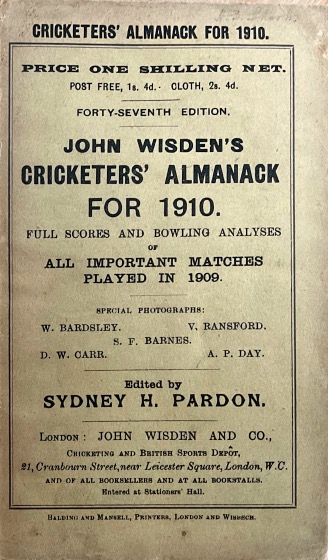 CRICKETERS' ALMANACK FOR 1910.
PRICE ONE SHILLING NET.
POST FREE, 1s. 4d. · CLOTH, 2s. 4d.
FORTY-SEVENTH EDITION.
JOHN WISDEN'S
CRICKETERS' ALMANACK
FOR 1910.
FULL SCORES AND BOWLING ANALYSES
OF
ALL IMPORTANT MATCHES
PLAYED IN 1909.
SPECIAL PHOTOGRAPHS:
W. BARDSLEY. V. RANSFORD.
S. F. BARNES.
D. W. CARR. A. P. DAY.
Edited by
SYDNEY H. PARDON.
LONDON: JOHN WISDEN AND CO.,
CRICKETING AND BRITISH SPORTS DEPÔT,
21, Cranbourn Street, near Leicester Square, London, W.C.
AND OF ALL BOOKSELLERS AND AT ALL BOOKSTALLS.
Entered at Stationers' Hall.
BALDING AND MANSELL, PRINTERS, LONDON AND WISBECH.